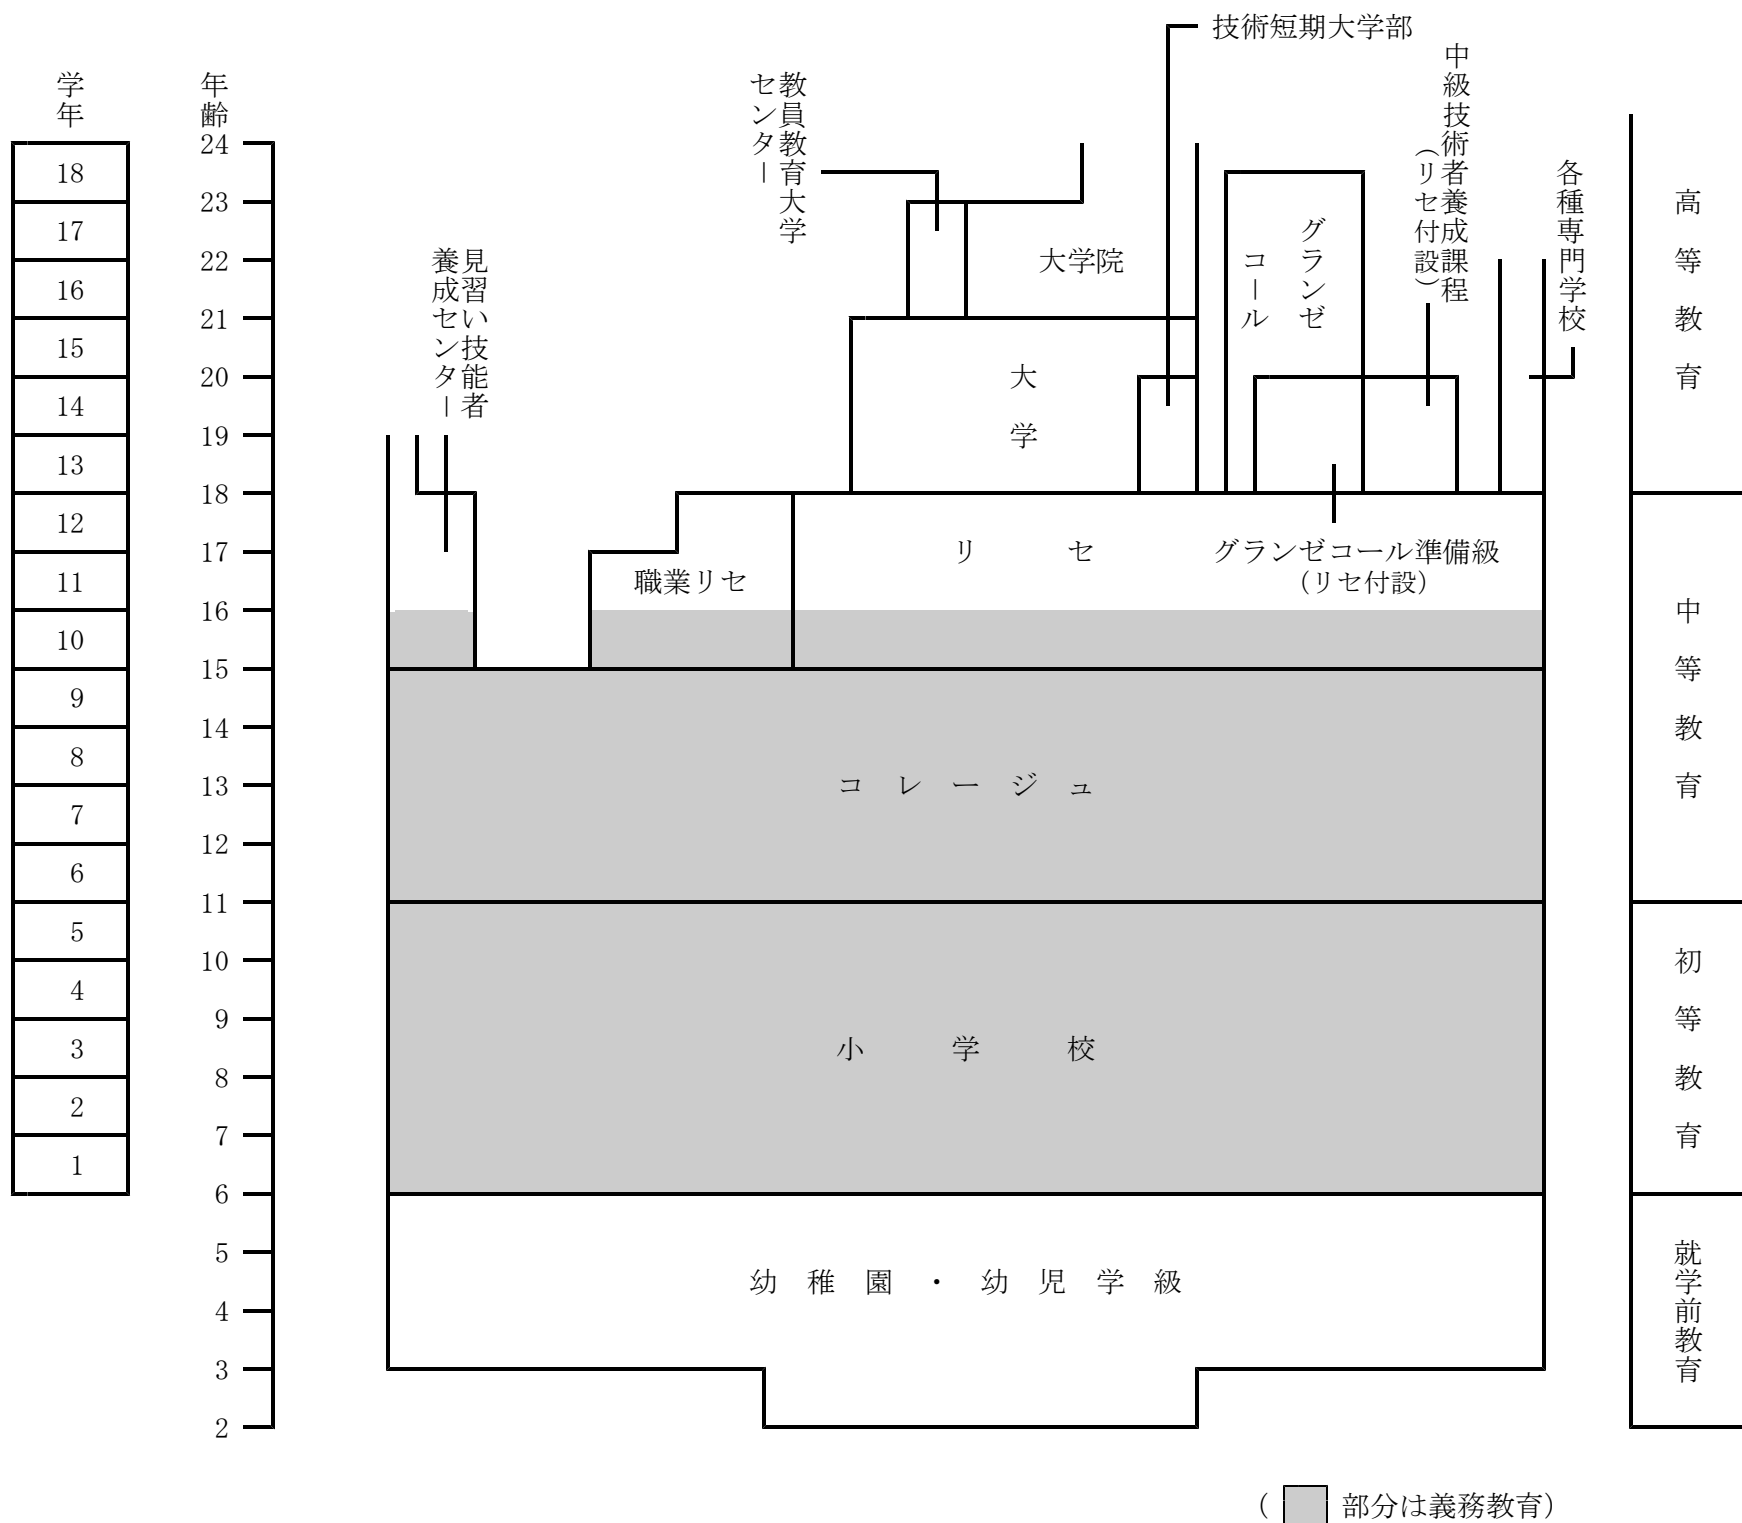 学年
年齢
24
23
22
21
20
19
18
17
16
15
14
13
12
11
10
9
8
7
6
5
4
3
2
18
17
16
15
14
13
12
11
10
9
8
7
6
5
4
3
2
1
技術短期大学部
教員教育大学
センター
中級技術者養成課程
(リセ付設)
各種専門学校
見習い技能者
養成センター
大学院
グランゼ
コール
大学
職業リセ
リセ
グランゼコール準備級
(リセ付設)
コレージュ
小学校
幼稚園・幼児学級
高等教育
中等教育
初等教育
就学前教育
( 部分は義務教育)